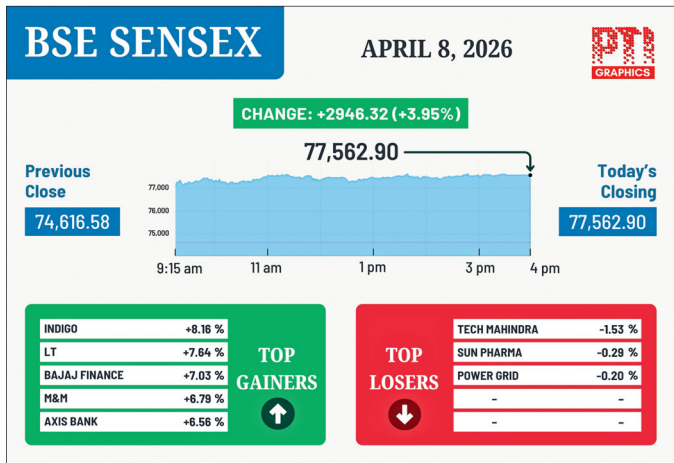 BSE SENSEX
APRIL 8, 2026
PTI
GRAPHICS
CHANGE: +2946.32 (+3.95%)
77,562.90
Previous
Close
74,616.58
Today's
Closing
77,562.90
77,000
76,000
75,000
9:15 am 11 am 1 pm 3 pm 4 pm
INDIGO +8.16 %
LT +7.64 %
BAJAJ FINANCE +7.03 %
M&M +6.79 %
AXIS BANK +6.56 %
TOP
GAINERS
TOP
LOSERS
TECH MAHINDRA -1.53 %
SUN PHARMA -0.29 %
POWER GRID -0.20 %
- -
- -